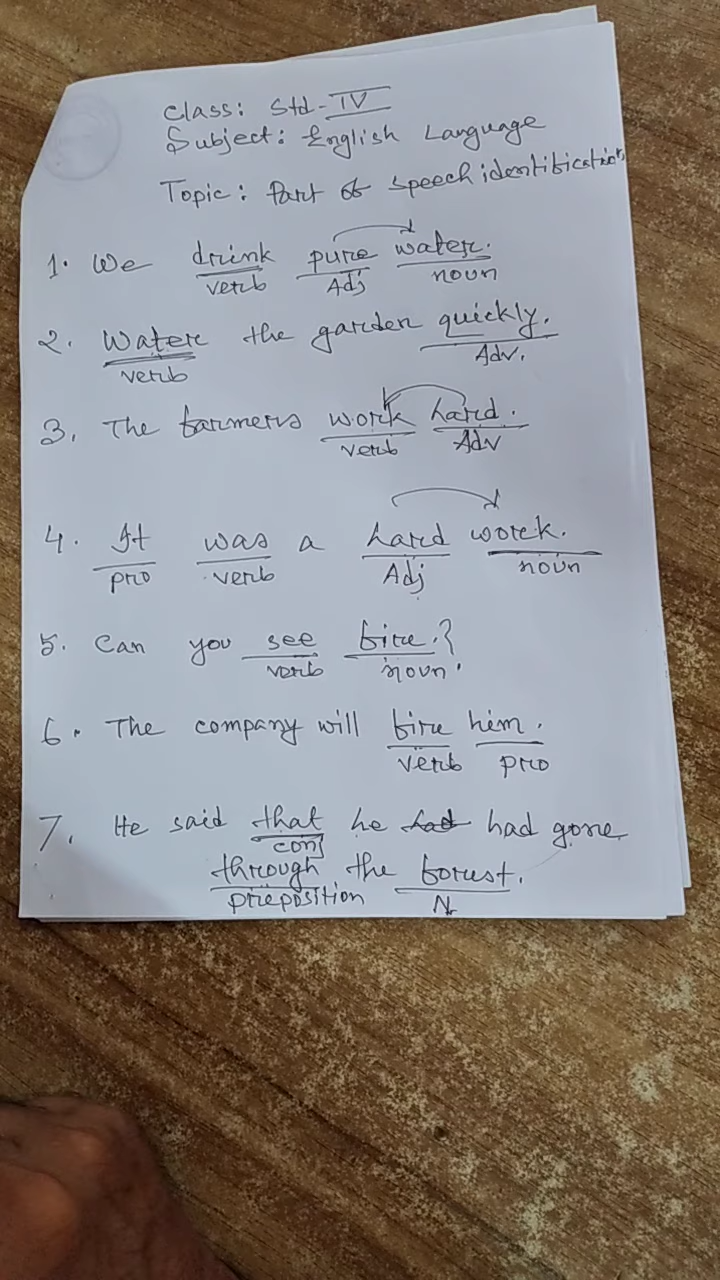 Class: Std-IV
Subject: English Language
Topic: Part of speech identifications
1. We drink pure water.
verb Adj noun
2. Water the garden quickly.
verb Adv.
3. The farmers work hard.
verb Adv
4. It was a hard work.
pro verb Adj noun
5. Can you see fire.?
verb noun.
6. The company will fire him.
verb pro
7. He said that he had had gone
conj
through the forest.
preposition N